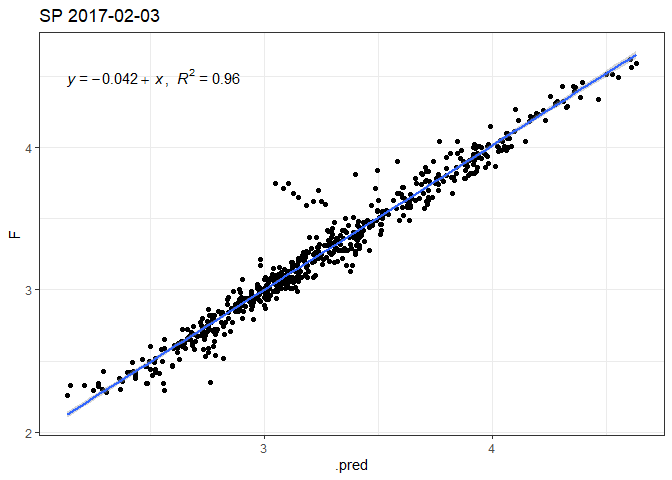 SP 2017-02-03
y = −0.042 + x , R² = 0.96
4
3
2
F
3 4
.pred